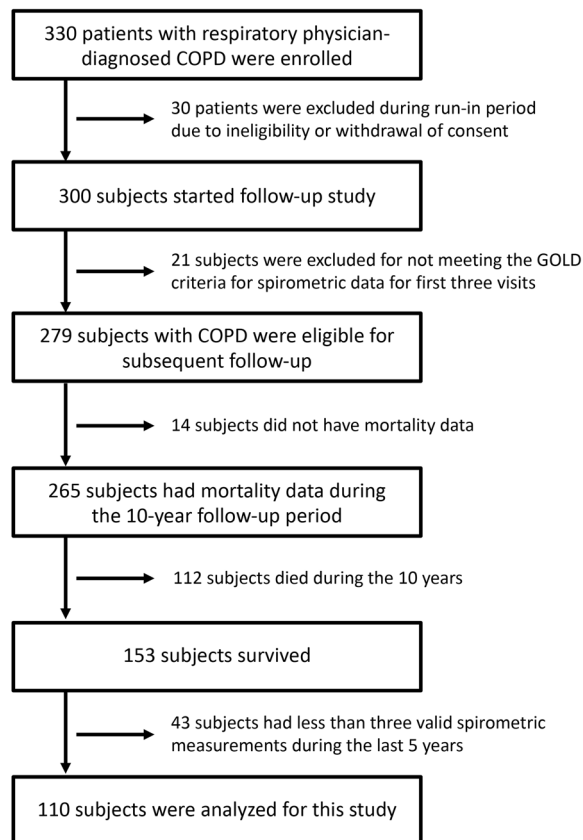 330 patients with respiratory physician-
diagnosed COPD were enrolled
30 patients were excluded during run-in period
due to ineligibility or withdrawal of consent
300 subjects started follow-up study
21 subjects were excluded for not meeting the GOLD
criteria for spirometric data for first three visits
279 subjects with COPD were eligible for
subsequent follow-up
14 subjects did not have mortality data
265 subjects had mortality data during
the 10-year follow-up period
112 subjects died during the 10 years
153 subjects survived
43 subjects had less than three valid spirometric
measurements during the last 5 years
110 subjects were analyzed for this study